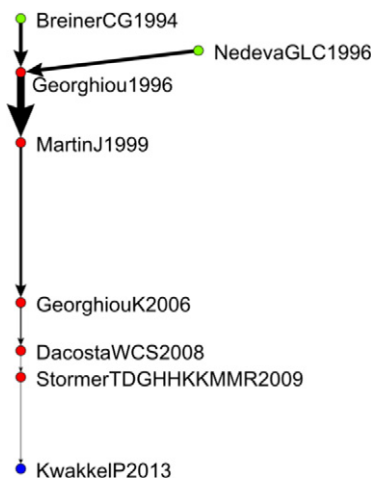 BreinerCG1994
NedevaGLC1996
Georghiou1996
MartinJ1999
GeorghiouK2006
DacostaWCS2008
StormerTDGHHKKMMR2009
KwakkelP2013